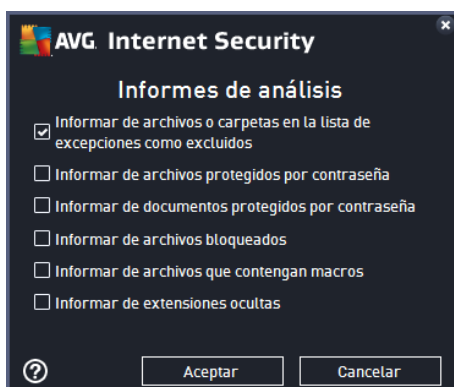 AVG. Internet Security
Informes de análisis
Informar de archivos o carpetas en la lista de
excepciones como excluidos
Informar de archivos protegidos por contraseña
Informar de documentos protegidos por contraseña
Informar de archivos bloqueados
Informar de archivos que contengan macros
Informar de extensiones ocultas
? Aceptar Cancelar